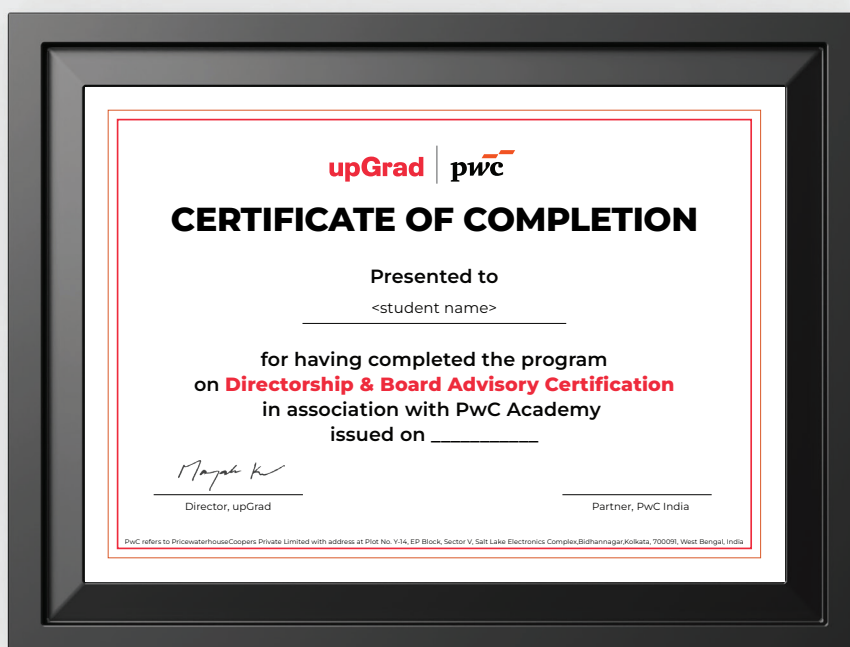 upGrad pwc
CERTIFICATE OF COMPLETION
Presented to
<student name>
for having completed the program
on Directorship & Board Advisory Certification
in association with PwC Academy
issued on ___________
Director, upGrad
Partner, PwC India
PwC refers to PricewaterhouseCoopers Private Limited with address at Plot No. Y-14, EP Block, Sector V, Salt Lake Electronics Complex,Bidhannagar,Kolkata, 700091, West Bengal, India